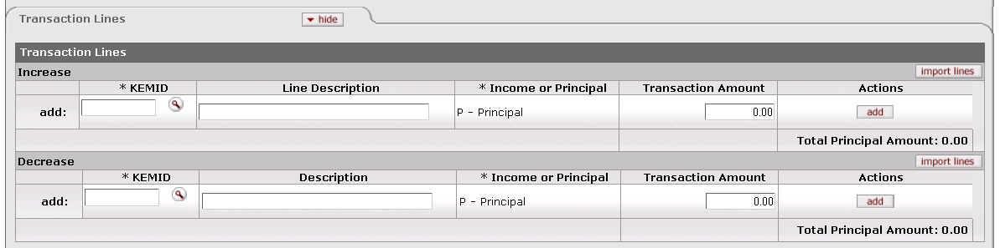 Transaction Lines
hide
Transaction Lines
Increase
import lines
* KEMID Line Description * Income or Principal Transaction Amount Actions
add: P - Principal 0.00 add
Total Principal Amount: 0.00
Decrease
import lines
* KEMID Description * Income or Principal Transaction Amount Actions
add: P - Principal 0.00 add
Total Principal Amount: 0.00